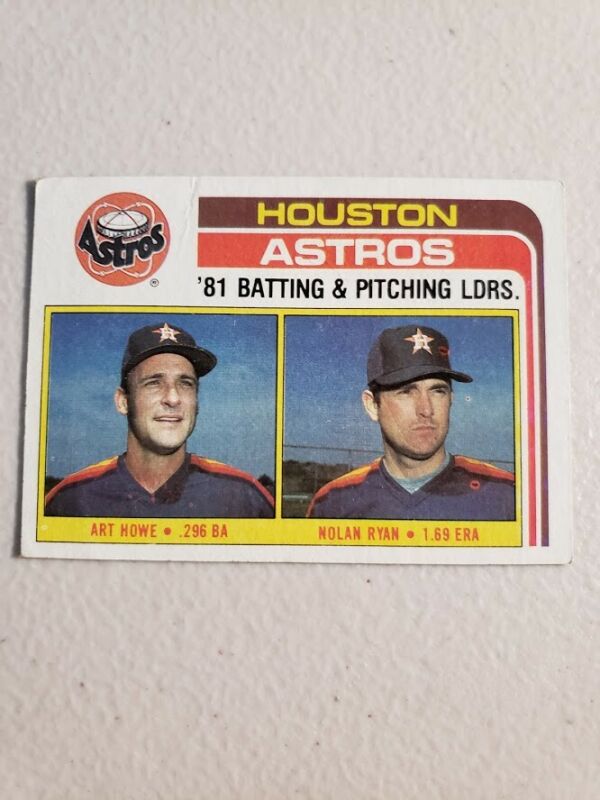 Astros
®
HOUSTON
ASTROS
'81 BATTING & PITCHING LDRS.
ART HOWE • .296 BA
NOLAN RYAN • 1.69 ERA